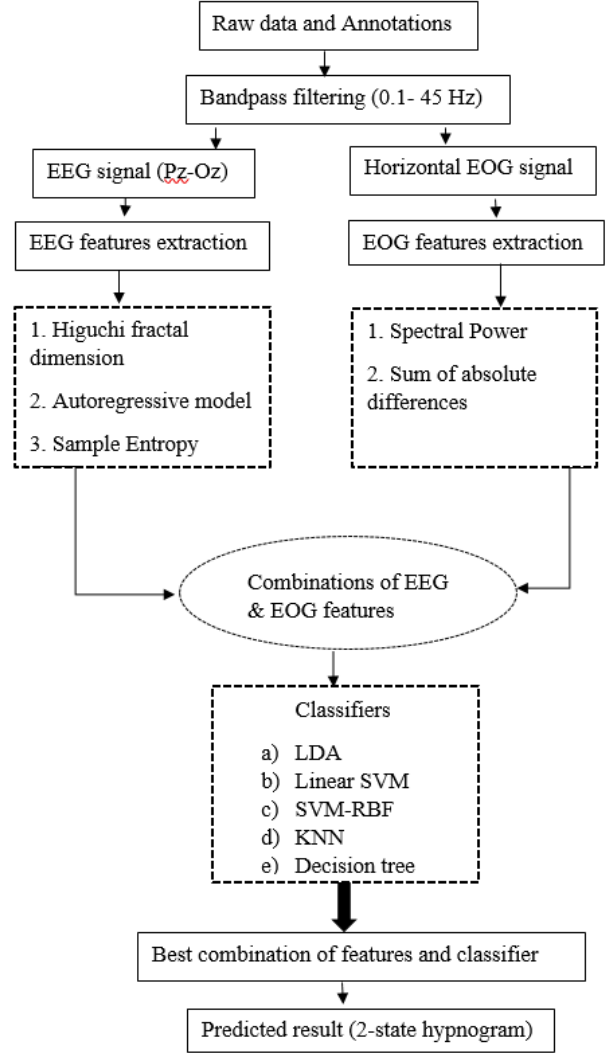 Raw data and Annotations
Bandpass filtering (0.1- 45 Hz)
EEG signal (Pz-Oz)
Horizontal EOG signal
EEG features extraction
EOG features extraction
1. Higuchi fractal
dimension
2. Autoregressive model
3. Sample Entropy
1. Spectral Power
2. Sum of absolute
differences
Combinations of EEG
& EOG features
Classifiers
a) LDA
b) Linear SVM
c) SVM-RBF
d) KNN
e) Decision tree
Best combination of features and classifier
Predicted result (2-state hypnogram)